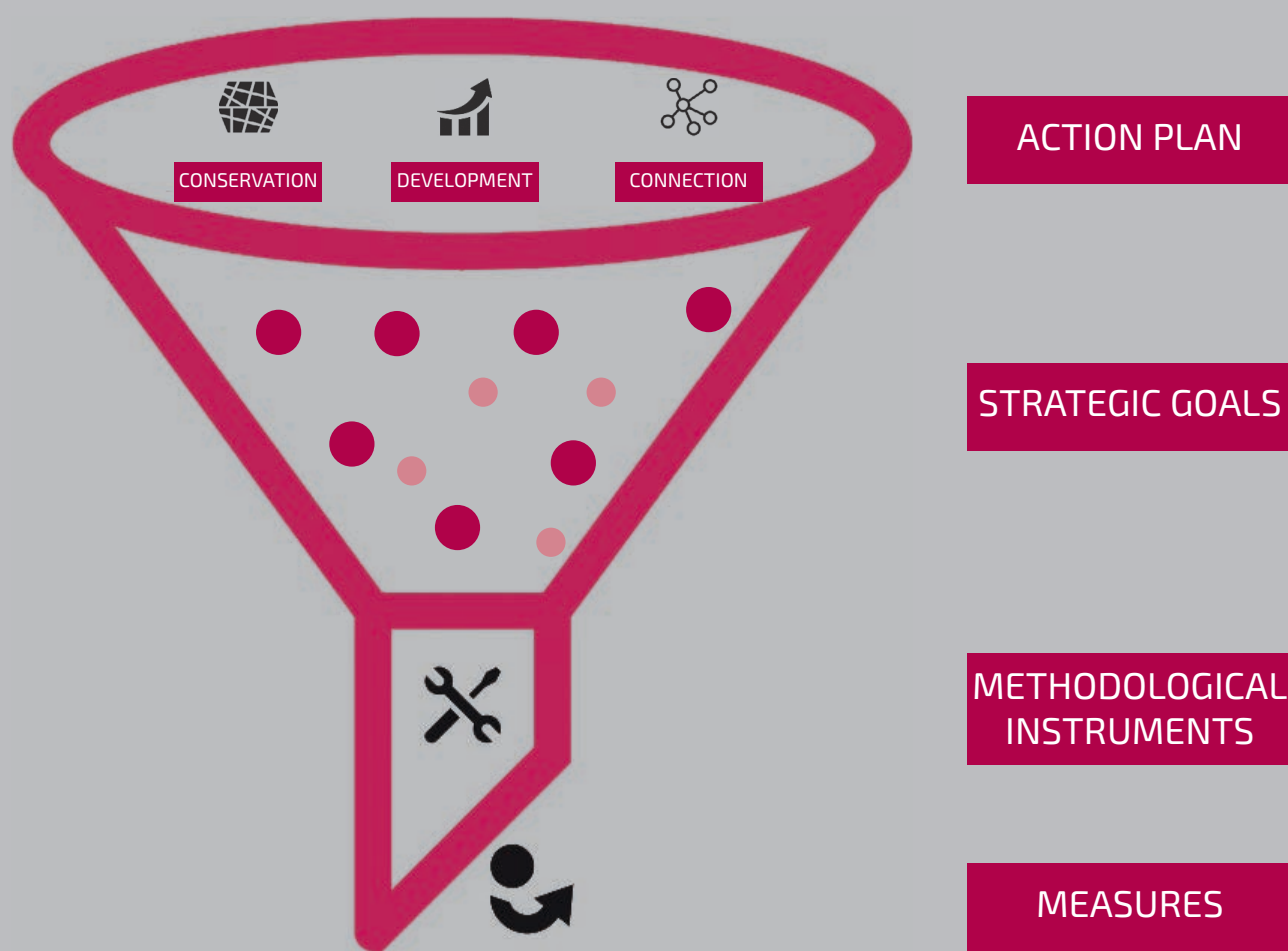 CONSERVATION
DEVELOPMENT
CONNECTION
ACTION PLAN
STRATEGIC GOALS
METHODOLOGICAL
INSTRUMENTS
MEASURES